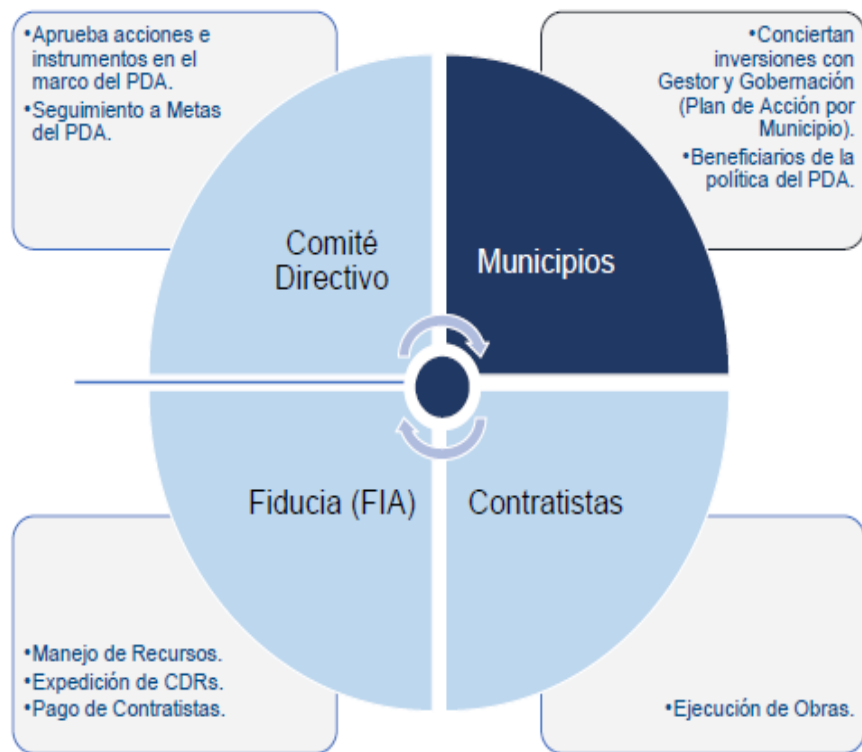 •Aprueba acciones e
instrumentos en el
marco del PDA.
•Seguimiento a Metas
del PDA.
•Conciertan
inversiones con
Gestor y Gobernación
(Plan de Acción por
Municipio).
•Beneficiarios de la
política del PDA.
Comité
Directivo
Municipios
Fiducia (FIA)
Contratistas
•Manejo de Recursos.
•Expedición de CDRs.
•Pago de Contratistas.
•Ejecución de Obras.